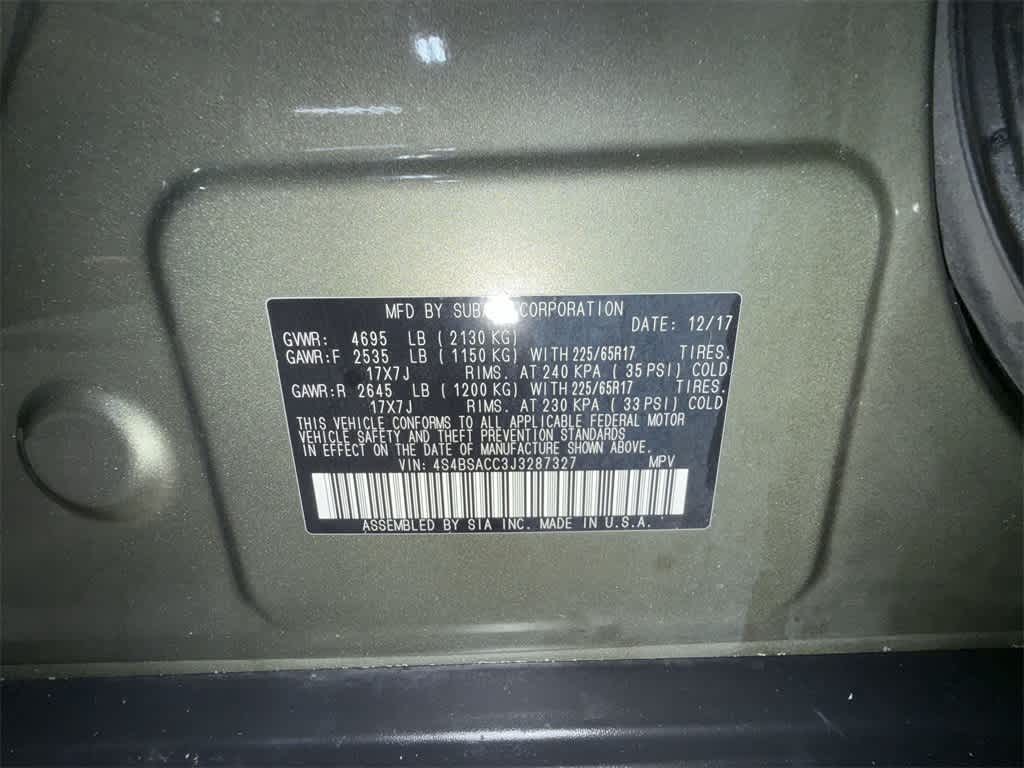 MFD BY CORPORATION
DATE: 12/17
GVWR: 4695 LB (2130 KG)
GAWR:F 2535 LB (1150 KG) WITH 225/65R17 TIRES.
17X7J RIMS. AT 240 KPA (35 PSI) COLD
GAWR:R 2645 LB (1200 KG) WITH 225/65R17 TIRES.
17X7J RIMS. AT 230 KPA (33 PSI) COLD
THIS VEHICLE CONFORMS TO ALL APPLICABLE FEDERAL MOTOR
VEHICLE SAFETY AND THEFT PREVENTION STANDARDS
IN EFFECT ON THE DATE OF MANUFACTURE SHOWN ABOVE.
VIN: 4S4BSACC3J3287327 MPV
ASSEMBLED BY SIA INC. MADE IN U.S.A.